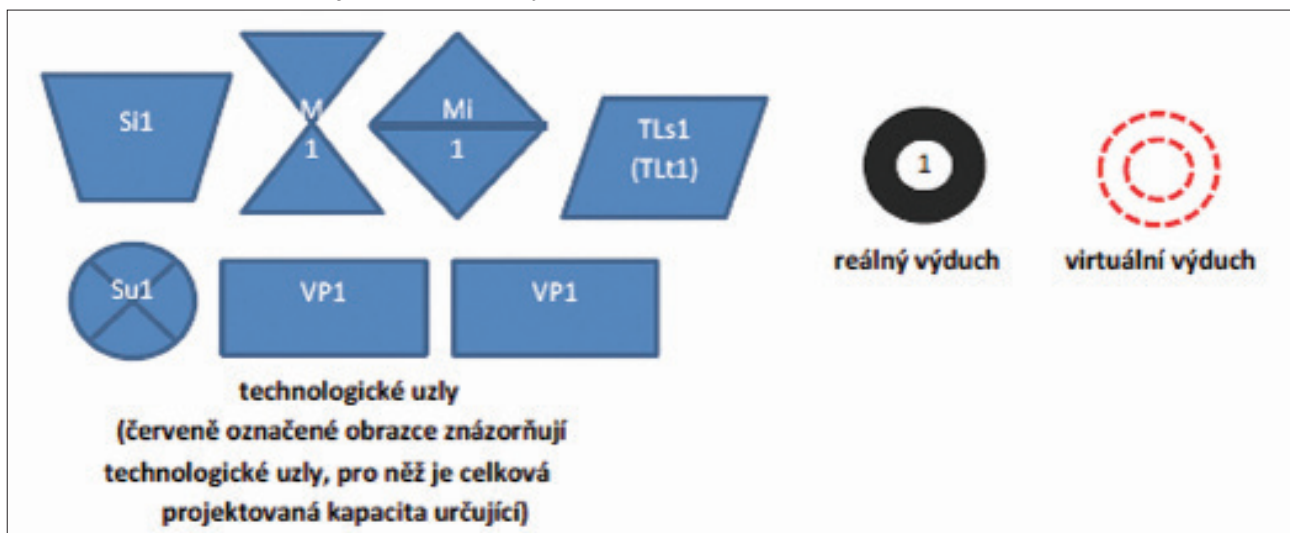 Si1
M
1
Mi
1
TLs1
(TLt1)
1
reálný výduch
virtuální výduch
Su1
VP1
VP1
technologické uzly
(červeně označené obrazce znázorňují
technologické uzly, pro něž je celková
projektovaná kapacita určující)